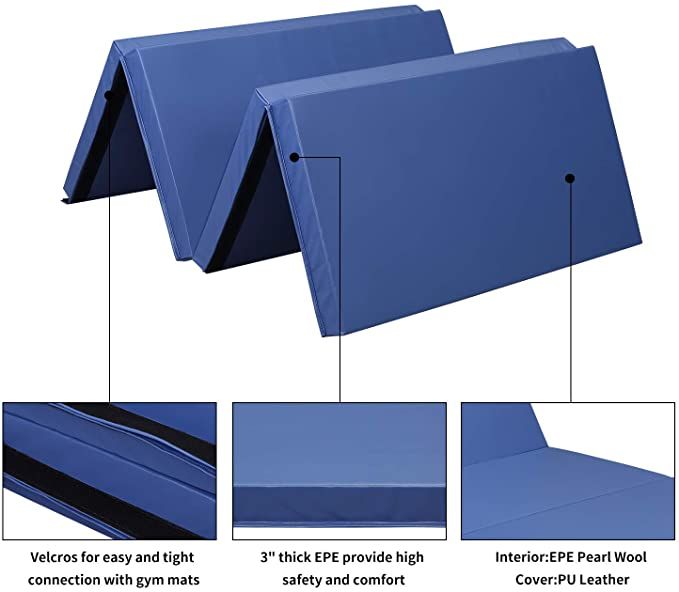 Velcros for easy and tight
connection with gym mats
3" thick EPE provide high
safety and comfort
Interior:EPE Pearl Wool
Cover:PU Leather